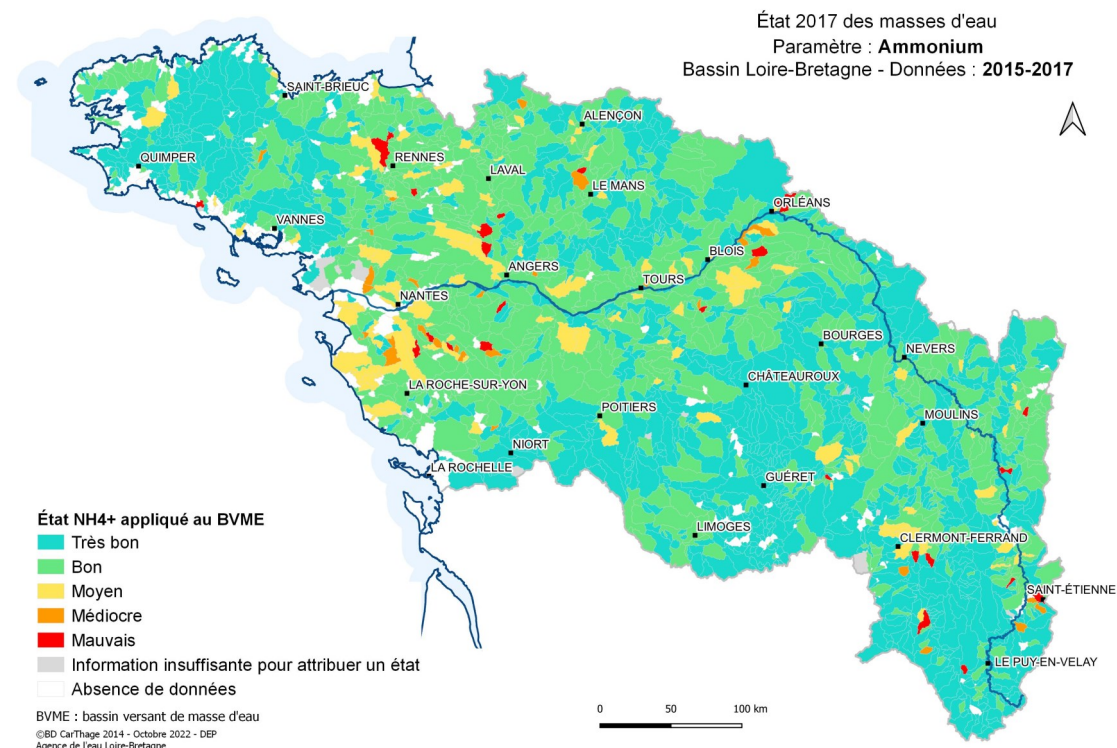 État 2017 des masses d'eau
Paramètre : Ammonium
Bassin Loire-Bretagne - Données : 2015-2017
SAINT-BRIEUC
ALENÇON
QUIMPER
RENNES
LAVAL
LE MANS
ORLÉANS
VANNES
BLOIS
ANGERS
TOURS
NANTES
BOURGES
NEVERS
CHÂTEAUROUX
LA ROCHE-SUR-YON
POITIERS
MOULINS
NIORT
LA ROCHELLE
GUÉRET
LIMOGES
CLERMONT-FERRAND
SAINT-ÉTIENNE
LE PUY-EN-VELAY
État NH4+ appliqué au BVME
Très bon
Bon
Moyen
Médiocre
Mauvais
Information insuffisante pour attribuer un état
Absence de données
BVME : bassin versant de masse d'eau
©BD CarThage 2014 - Octobre 2022 - DEP
Agence de l'eau Loire-Bretagne
0 50 100 km